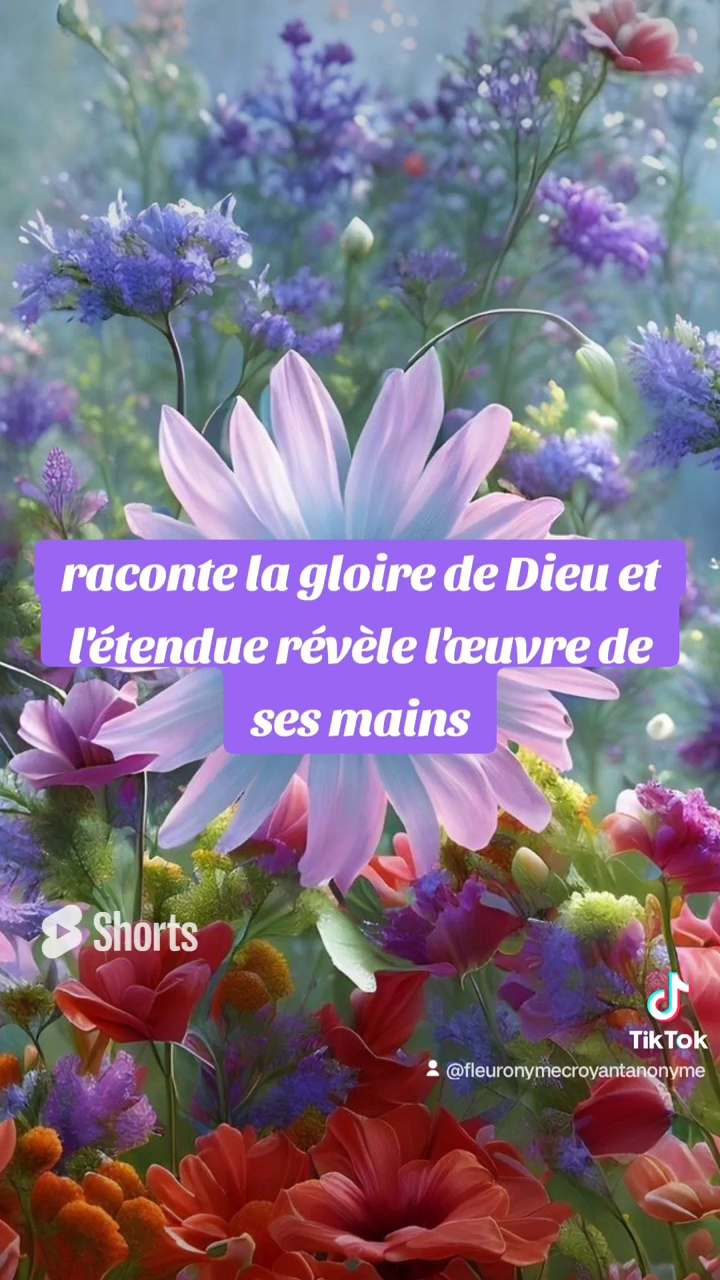 raconte la gloire de Dieu et
l'étendue révèle l'œuvre de
ses mains
Shorts
TikTok
@fleuronymecroyantanonyme